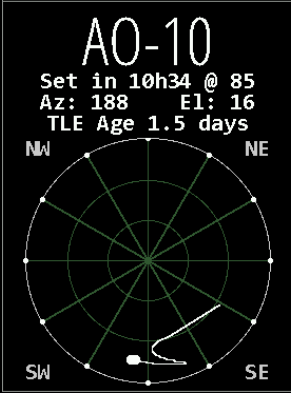 AO-10
Set in 10h34 @ 85
Az: 188 El: 16
TLE Age 1.5 days
NW NE
SW SE